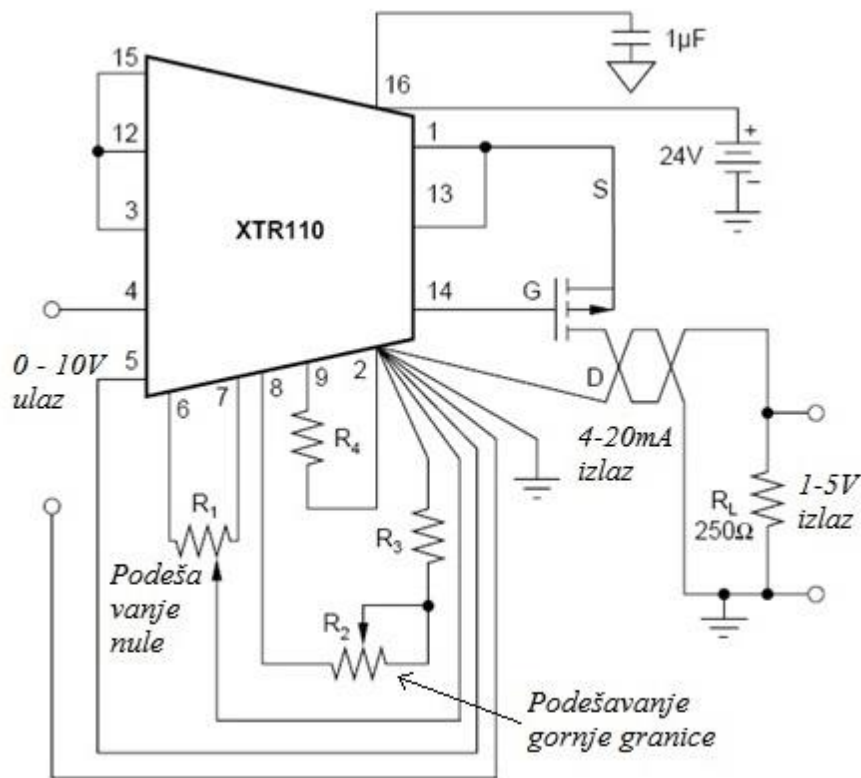 15
16
1µF
12
1
24V
+
−
3
13
S
XTR110
4
14
G
0 - 10V
ulaz
5
6
7
8
9
2
D
R4
4-20mA
izlaz
R1
R3
RL
250Ω
1-5V
izlaz
Podeša
vanje
nule
R2
Podešavanje
gornje granice